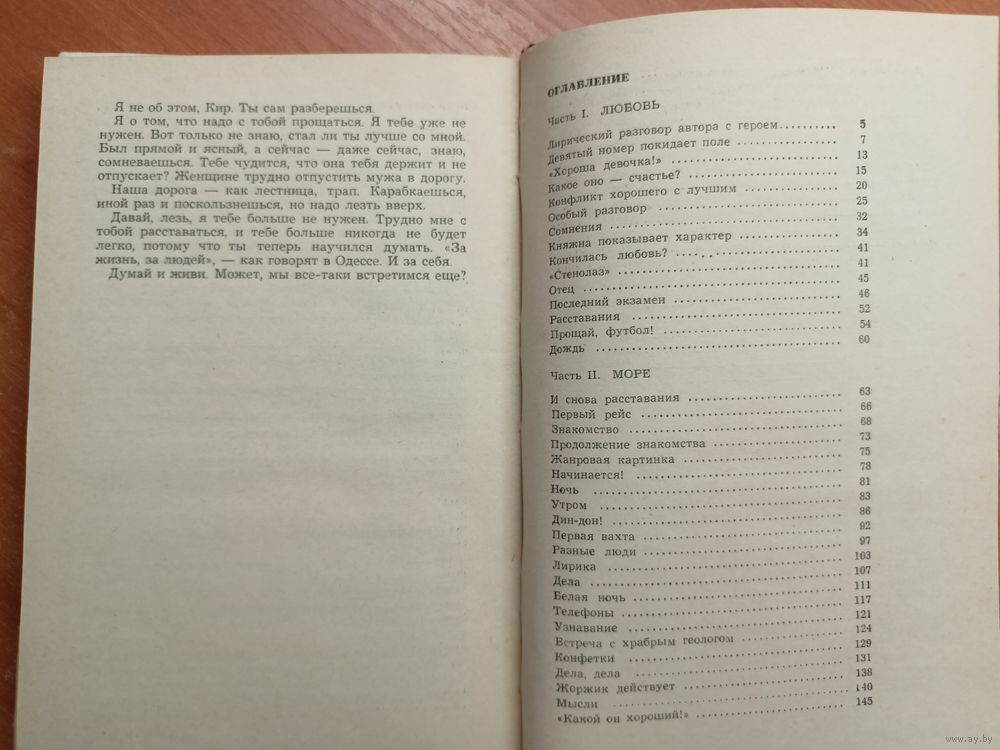 Я не об этом, Кир. Ты сам разберешься.
Я о том, что надо с тобой прощаться. Я тебе уже не
нужен. Вот только не знаю, стал ли ты лучше со мной.
Был прямой и ясный, а сейчас — даже сейчас, знаю,
сомневаешься. Тебе чудится, что она тебя держит и не
отпускает? Женщине трудно отпустить мужа в дорогу.
Наша дорога — как лестница, трап. Карабкаешься,
иной раз и поскользнешься, но надо лезть вверх.
Давай, лезь, я тебе больше не нужен. Трудно мне с
тобой расставаться, и тебе больше никогда не будет
легко, потому что ты теперь научился думать. «За
жизнь, за людей», — как говорят в Одессе. И за себя.
Думай и живи. Может, мы все-таки встретимся еще?
ОГЛАВЛЕНИЕ
Часть I. ЛЮБОВЬ
Лирический разговор автора с героем .......... 5
Девятый номер покидает поле .......... 7
«Хороша девочка!» .......... 13
Какое оно — счастье? .......... 15
Конфликт хорошего с лучшим .......... 20
Особый разговор .......... 25
Сомнения .......... 32
Княжна показывает характер .......... 34
Кончилась любовь? .......... 41
«Стенолаз» .......... 41
Отец .......... 45
Последний экзамен .......... 46
Расставания .......... 52
Прощай, футбол! .......... 54
Дождь .......... 60
Часть II. МОРЕ
И снова расставания .......... 63
Первый рейс .......... 66
Знакомство .......... 68
Продолжение знакомства .......... 73
Жанровая картинка .......... 75
Начинается! .......... 78
Ночь .......... 81
Утром .......... 83
Дин-дон! .......... 86
Первая вахта .......... 92
Разные люди .......... 97
Лирика .......... 103
Дела .......... 107
Белая ночь .......... 111
Телефоны .......... 117
Узнавание .......... 121
Встреча с храбрым геологом .......... 124
Конфетки .......... 129
Дела, дела .......... 131
Жоржик действует .......... 138
Мысли .......... 140
«Какой он хороший!» .......... 145
www.ay.by